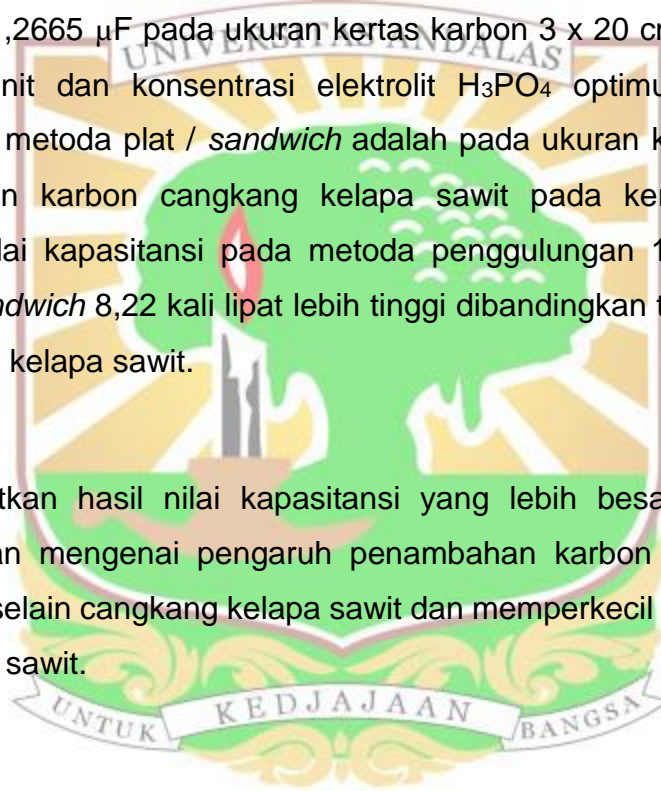 ,2665 μF pada ukuran kertas karbon 3 x 20 cm
UNIVERSITAS ANDALAS
nit dan konsentrasi elektrolit H₃PO₄ optimu
metoda plat / sandwich adalah pada ukuran k
n karbon cangkang kelapa sawit pada ker
lai kapasitansi pada metoda penggulungan 1
ndwich 8,22 kali lipat lebih tinggi dibandingkan t
kelapa sawit.
tkan hasil nilai kapasitansi yang lebih besa
an mengenai pengaruh penambahan karbon
selain cangkang kelapa sawit dan memperkecil
sawit.
UNTUK KEDJAJAAN BANGSA